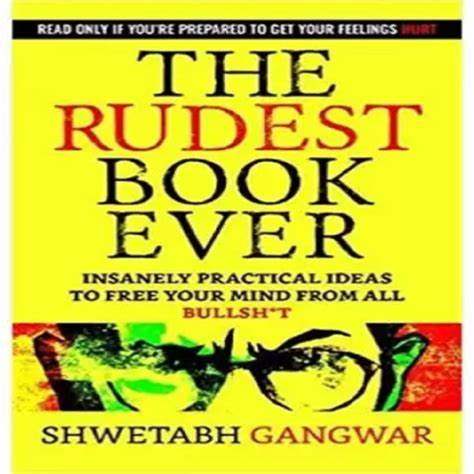 READ ONLY IF YOU'RE PREPARED TO GET YOUR FEELINGS HURT
THE
RUDEST
BOOK
EVER
INSANELY PRACTICAL IDEAS
TO FREE YOUR MIND FROM ALL
BULLSH*T
SHWETABH GANGWAR